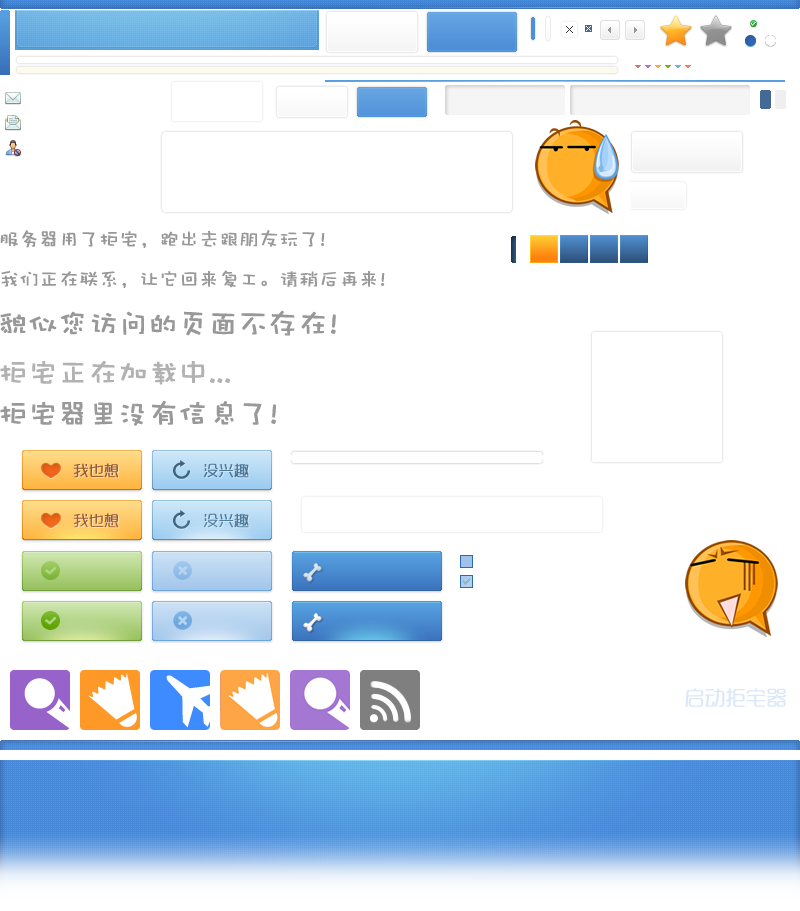 服务器用了拒宅，跑出去跟朋友玩了！
我们正在联系，让它回来复工。请稍后再来！
貌似您访问的页面不存在！
拒宅正在加载中...
拒宅器里没有信息了！
我也想
没兴趣
我也想
没兴趣
启动拒宅器